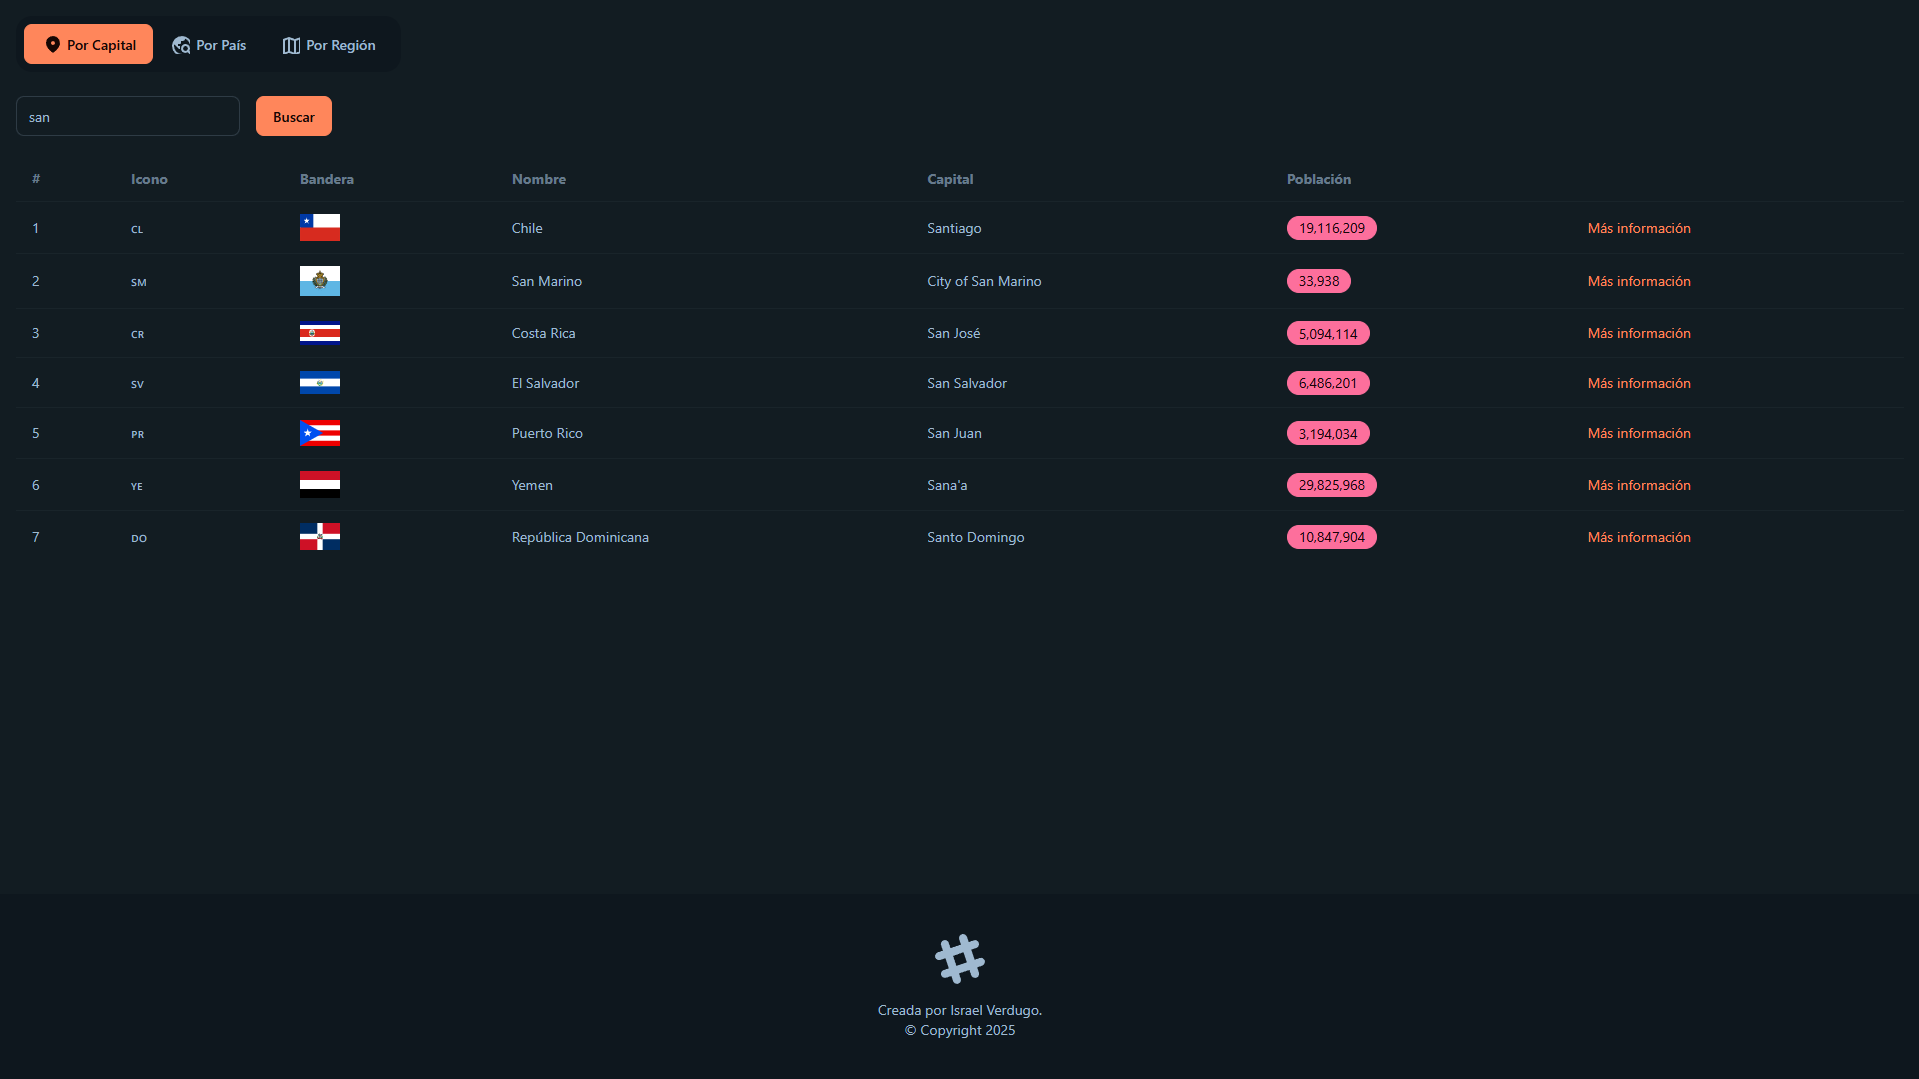 Por Capital Por País Por Región
san Buscar
# Icono Bandera Nombre Capital Población
1 CL Chile Santiago 19,116,209 Más información
2 SM San Marino City of San Marino 33,938 Más información
3 CR Costa Rica San José 5,094,114 Más información
4 SV El Salvador San Salvador 6,486,201 Más información
5 PR Puerto Rico San Juan 3,194,034 Más información
6 YE Yemen Sana'a 29,825,968 Más información
7 DO República Dominicana Santo Domingo 10,847,904 Más información
Creada por Israel Verdugo.
© Copyright 2025